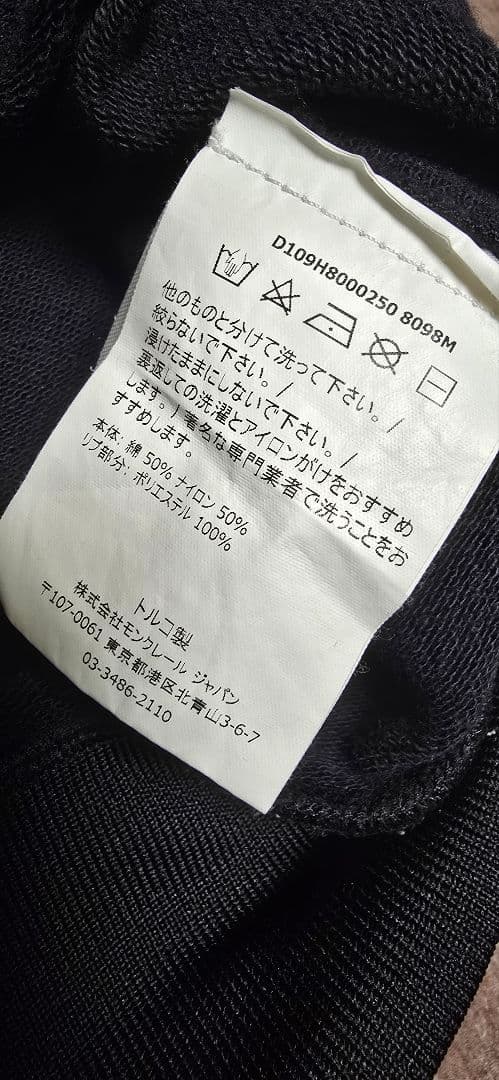 D109H8000250 8098M
他のものと分けて洗って下さい。/
絞らないで下さい。/
浸けたままにしないで下さい。/
裏返しての洗濯とアイロンがけをおすすめ
します。/ 著名な専門業者で洗うことをお
すすめします。
本体: 綿 50% ナイロン 50%
リブ部分: ポリエステル 100%
トルコ製
株式会社モンクレール ジャパン
〒107-0061 東京都港区北青山3-6-7
03-3486-2110